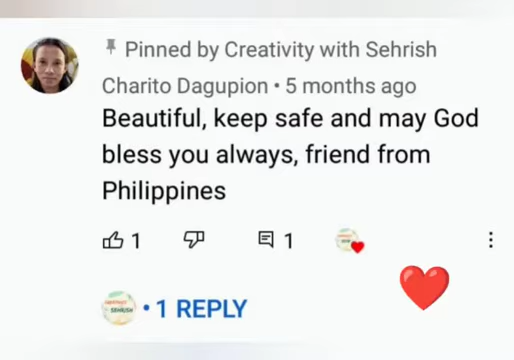 Pinned by Creativity with Sehrish
Charito Dagupion • 5 months ago
Beautiful, keep safe and may God
bless you always, friend from
Philippines
1
1
• 1 REPLY